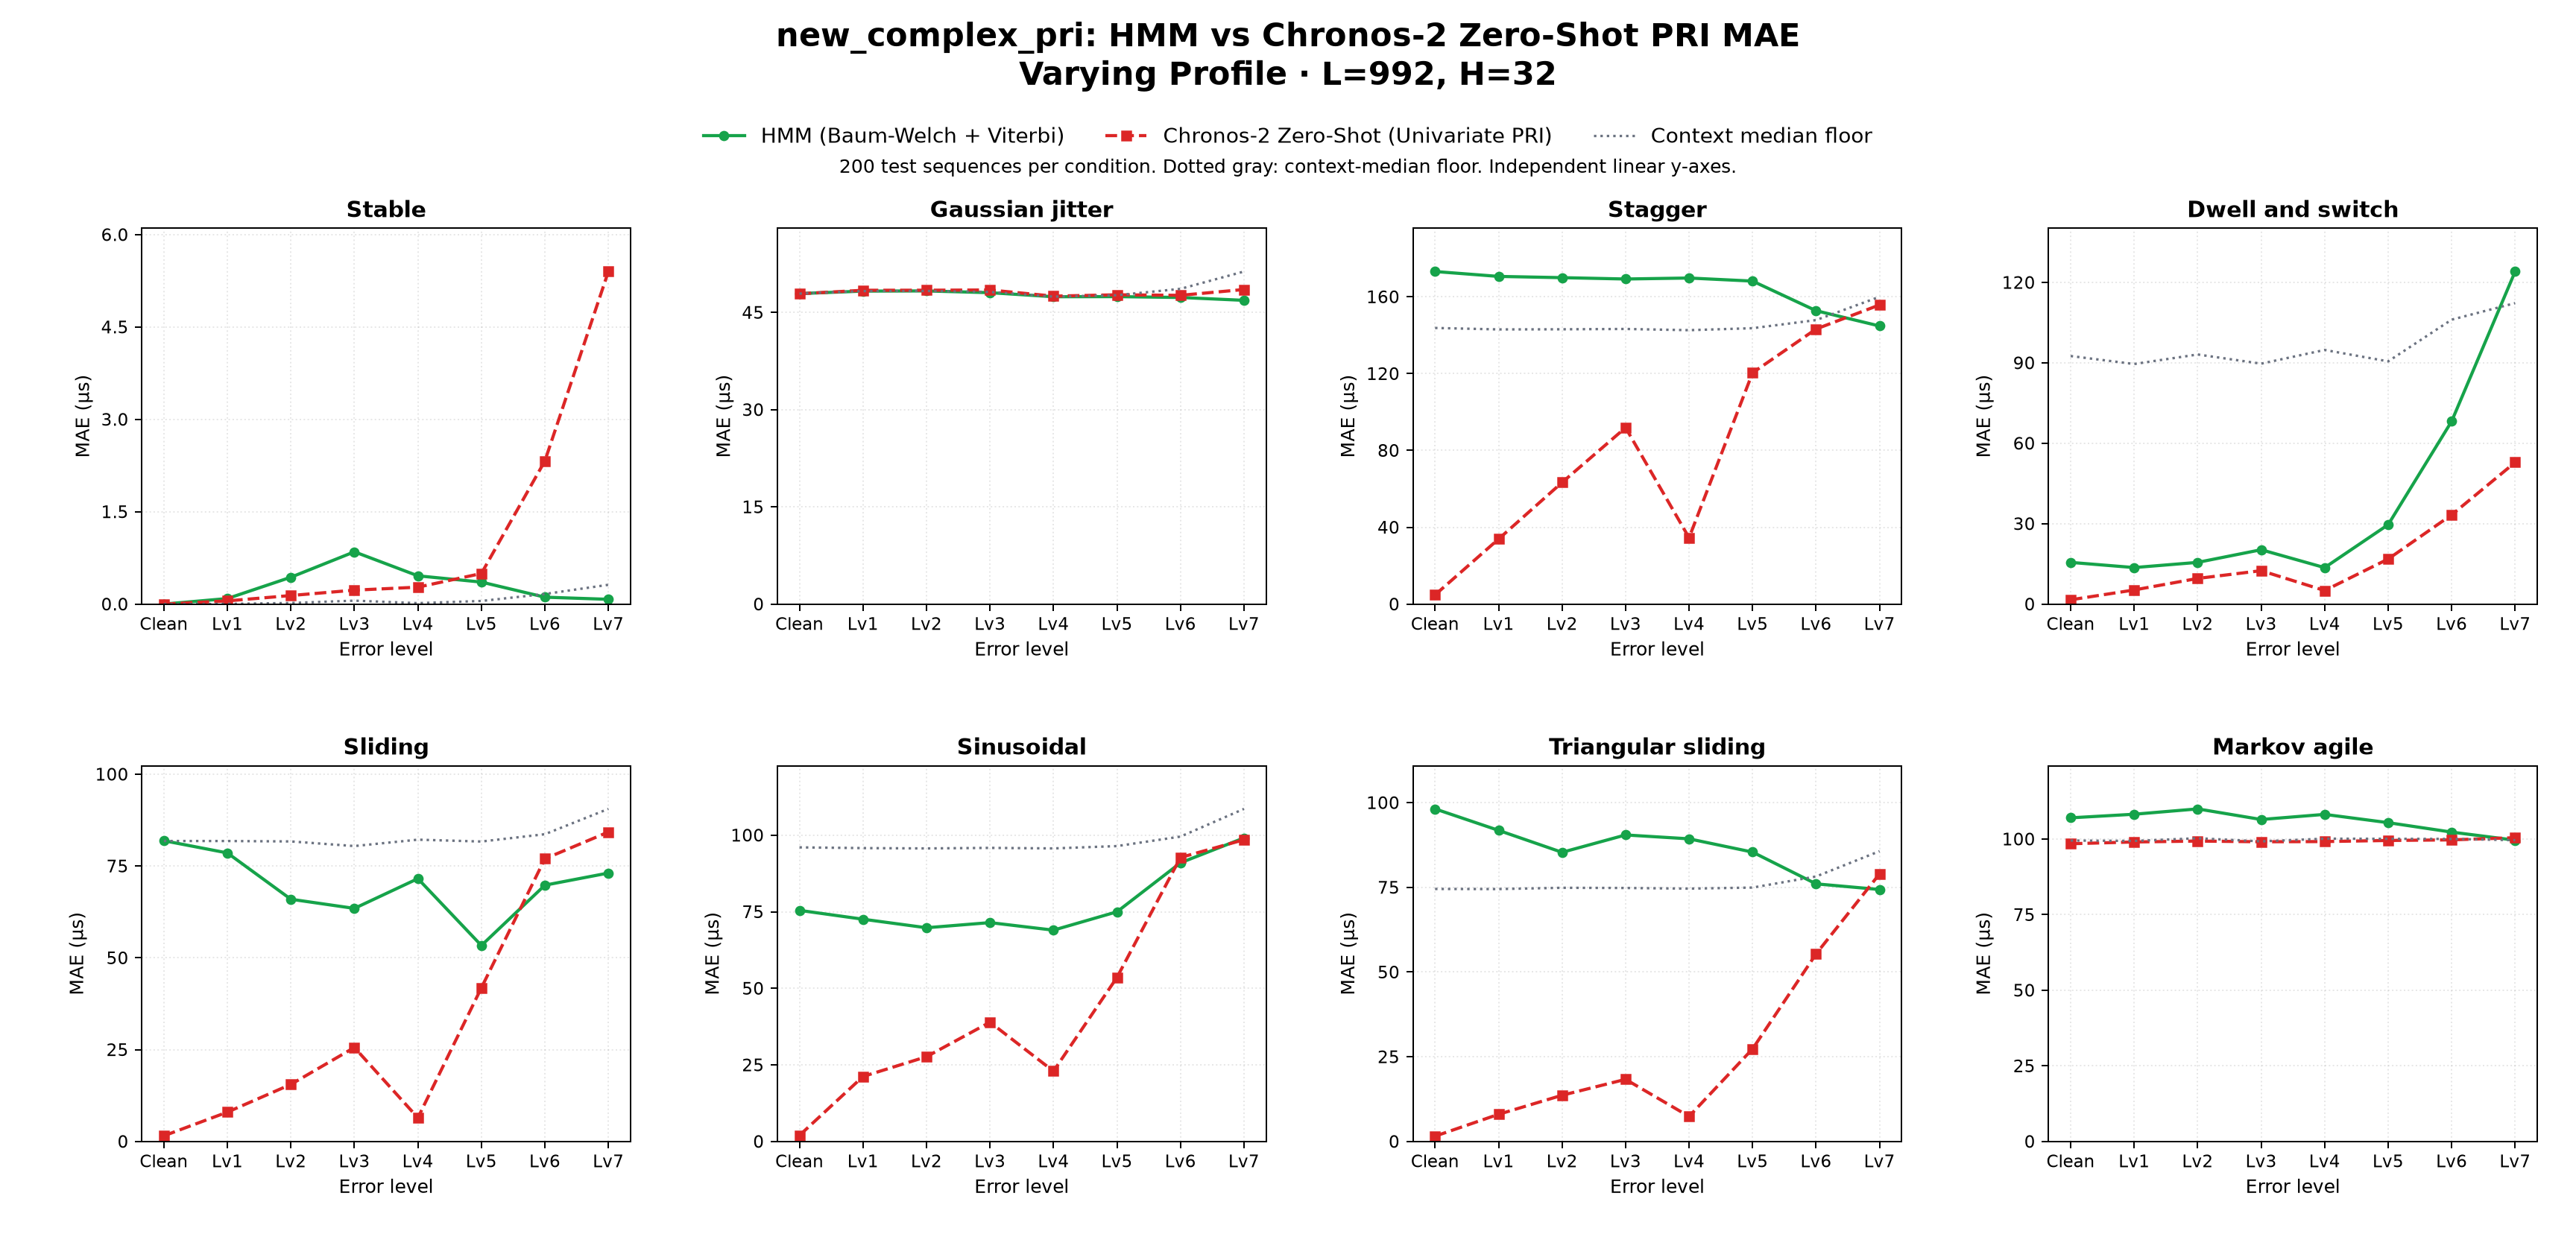 new_complex_pri: HMM vs Chronos-2 Zero-Shot PRI MAE
Varying Profile · L=992, H=32
HMM (Baum-Welch + Viterbi)
Chronos-2 Zero-Shot (Univariate PRI)
Context median floor
200 test sequences per condition. Dotted gray: context-median floor. Independent linear y-axes.
Stable
MAE (µs)
6.0
4.5
3.0
1.5
0.0
Clean Lv1 Lv2 Lv3 Lv4 Lv5 Lv6 Lv7
Error level
Gaussian jitter
MAE (µs)
45
30
15
0
Clean Lv1 Lv2 Lv3 Lv4 Lv5 Lv6 Lv7
Error level
Stagger
MAE (µs)
160
120
80
40
0
Clean Lv1 Lv2 Lv3 Lv4 Lv5 Lv6 Lv7
Error level
Dwell and switch
MAE (µs)
120
90
60
30
0
Clean Lv1 Lv2 Lv3 Lv4 Lv5 Lv6 Lv7
Error level
Sliding
MAE (µs)
100
75
50
25
0
Clean Lv1 Lv2 Lv3 Lv4 Lv5 Lv6 Lv7
Error level
Sinusoidal
MAE (µs)
100
75
50
25
0
Clean Lv1 Lv2 Lv3 Lv4 Lv5 Lv6 Lv7
Error level
Triangular sliding
MAE (µs)
100
75
50
25
0
Clean Lv1 Lv2 Lv3 Lv4 Lv5 Lv6 Lv7
Error level
Markov agile
MAE (µs)
100
75
50
25
0
Clean Lv1 Lv2 Lv3 Lv4 Lv5 Lv6 Lv7
Error level